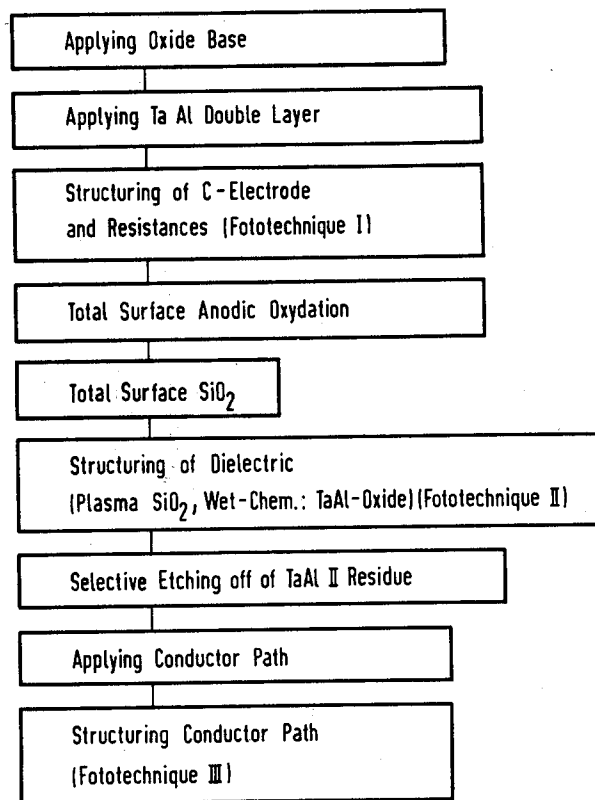 Applying Oxide Base
Applying Ta Al Double Layer
Structuring of C-Electrode
and Resistances (Fototechnique I)
Total Surface Anodic Oxydation
Total Surface SiO₂
Structuring of Dielectric
(Plasma SiO₂, Wet-Chem.: TaAl-Oxide)(Fototechnique II)
Selective Etching off of TaAl II Residue
Applying Conductor Path
Structuring Conductor Path
(Fototechnique III)